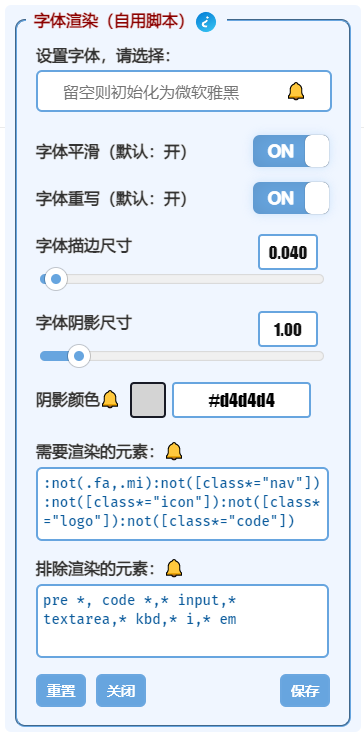 字体渲染（自用脚本）
设置字体，请选择：
留空则初始化为微软雅黑
字体平滑（默认：开）
ON
字体重写（默认：开）
ON
字体描边尺寸
0.040
字体阴影尺寸
1.00
阴影颜色
#d4d4d4
需要渲染的元素：
:not(.fa,.mi):not([class*="nav"])
:not([class*="icon"]):not([class*
="logo"]):not([class*="code"])
排除渲染的元素：
pre *, code *,* input,*
textarea,* kbd,* i,* em
重置 关闭 保存